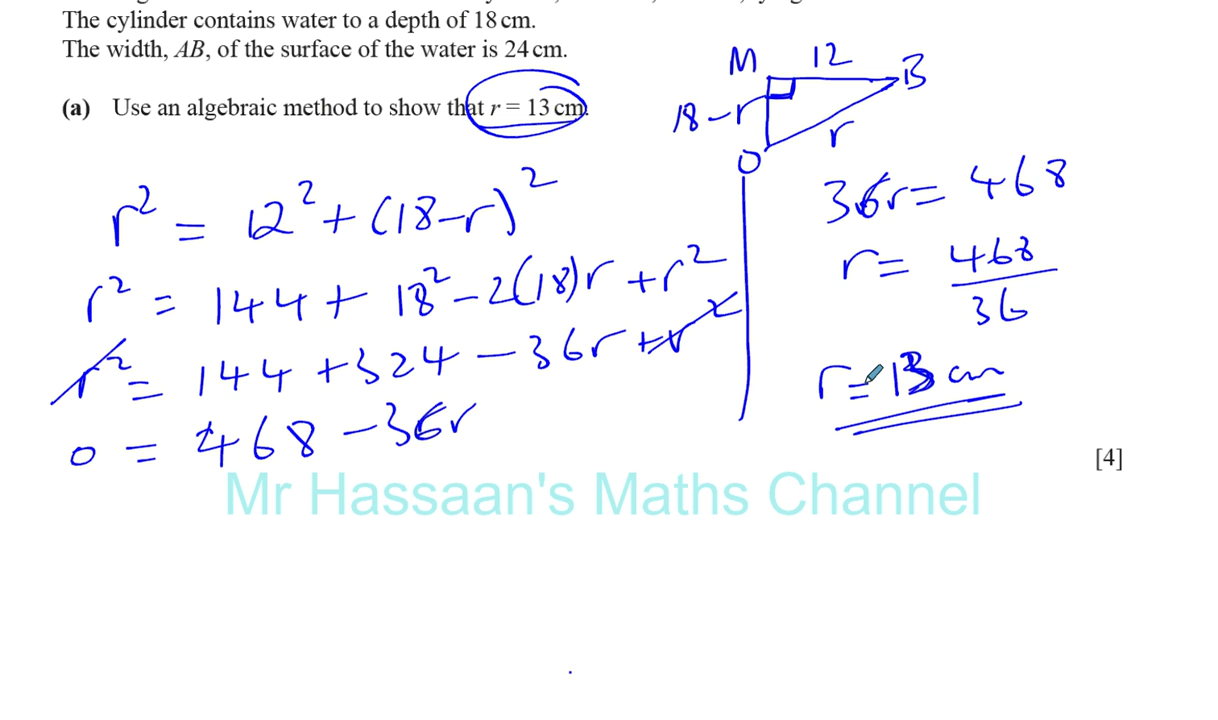 The cylinder contains water to a depth of 18 cm.
The width, AB, of the surface of the water is 24 cm.
(a) Use an algebraic method to show that r = 13 cm.
M 12 B
18 - r
r
O
r² = 12² + (18 - r)²
r² = 144 + 18² - 2(18)r + r²
r² = 144 + 324 - 36r + r²
0 = 468 - 36r
36r = 468
r = 468/36
r = 13 cm
[4]
Mr Hassaan's Maths Channel